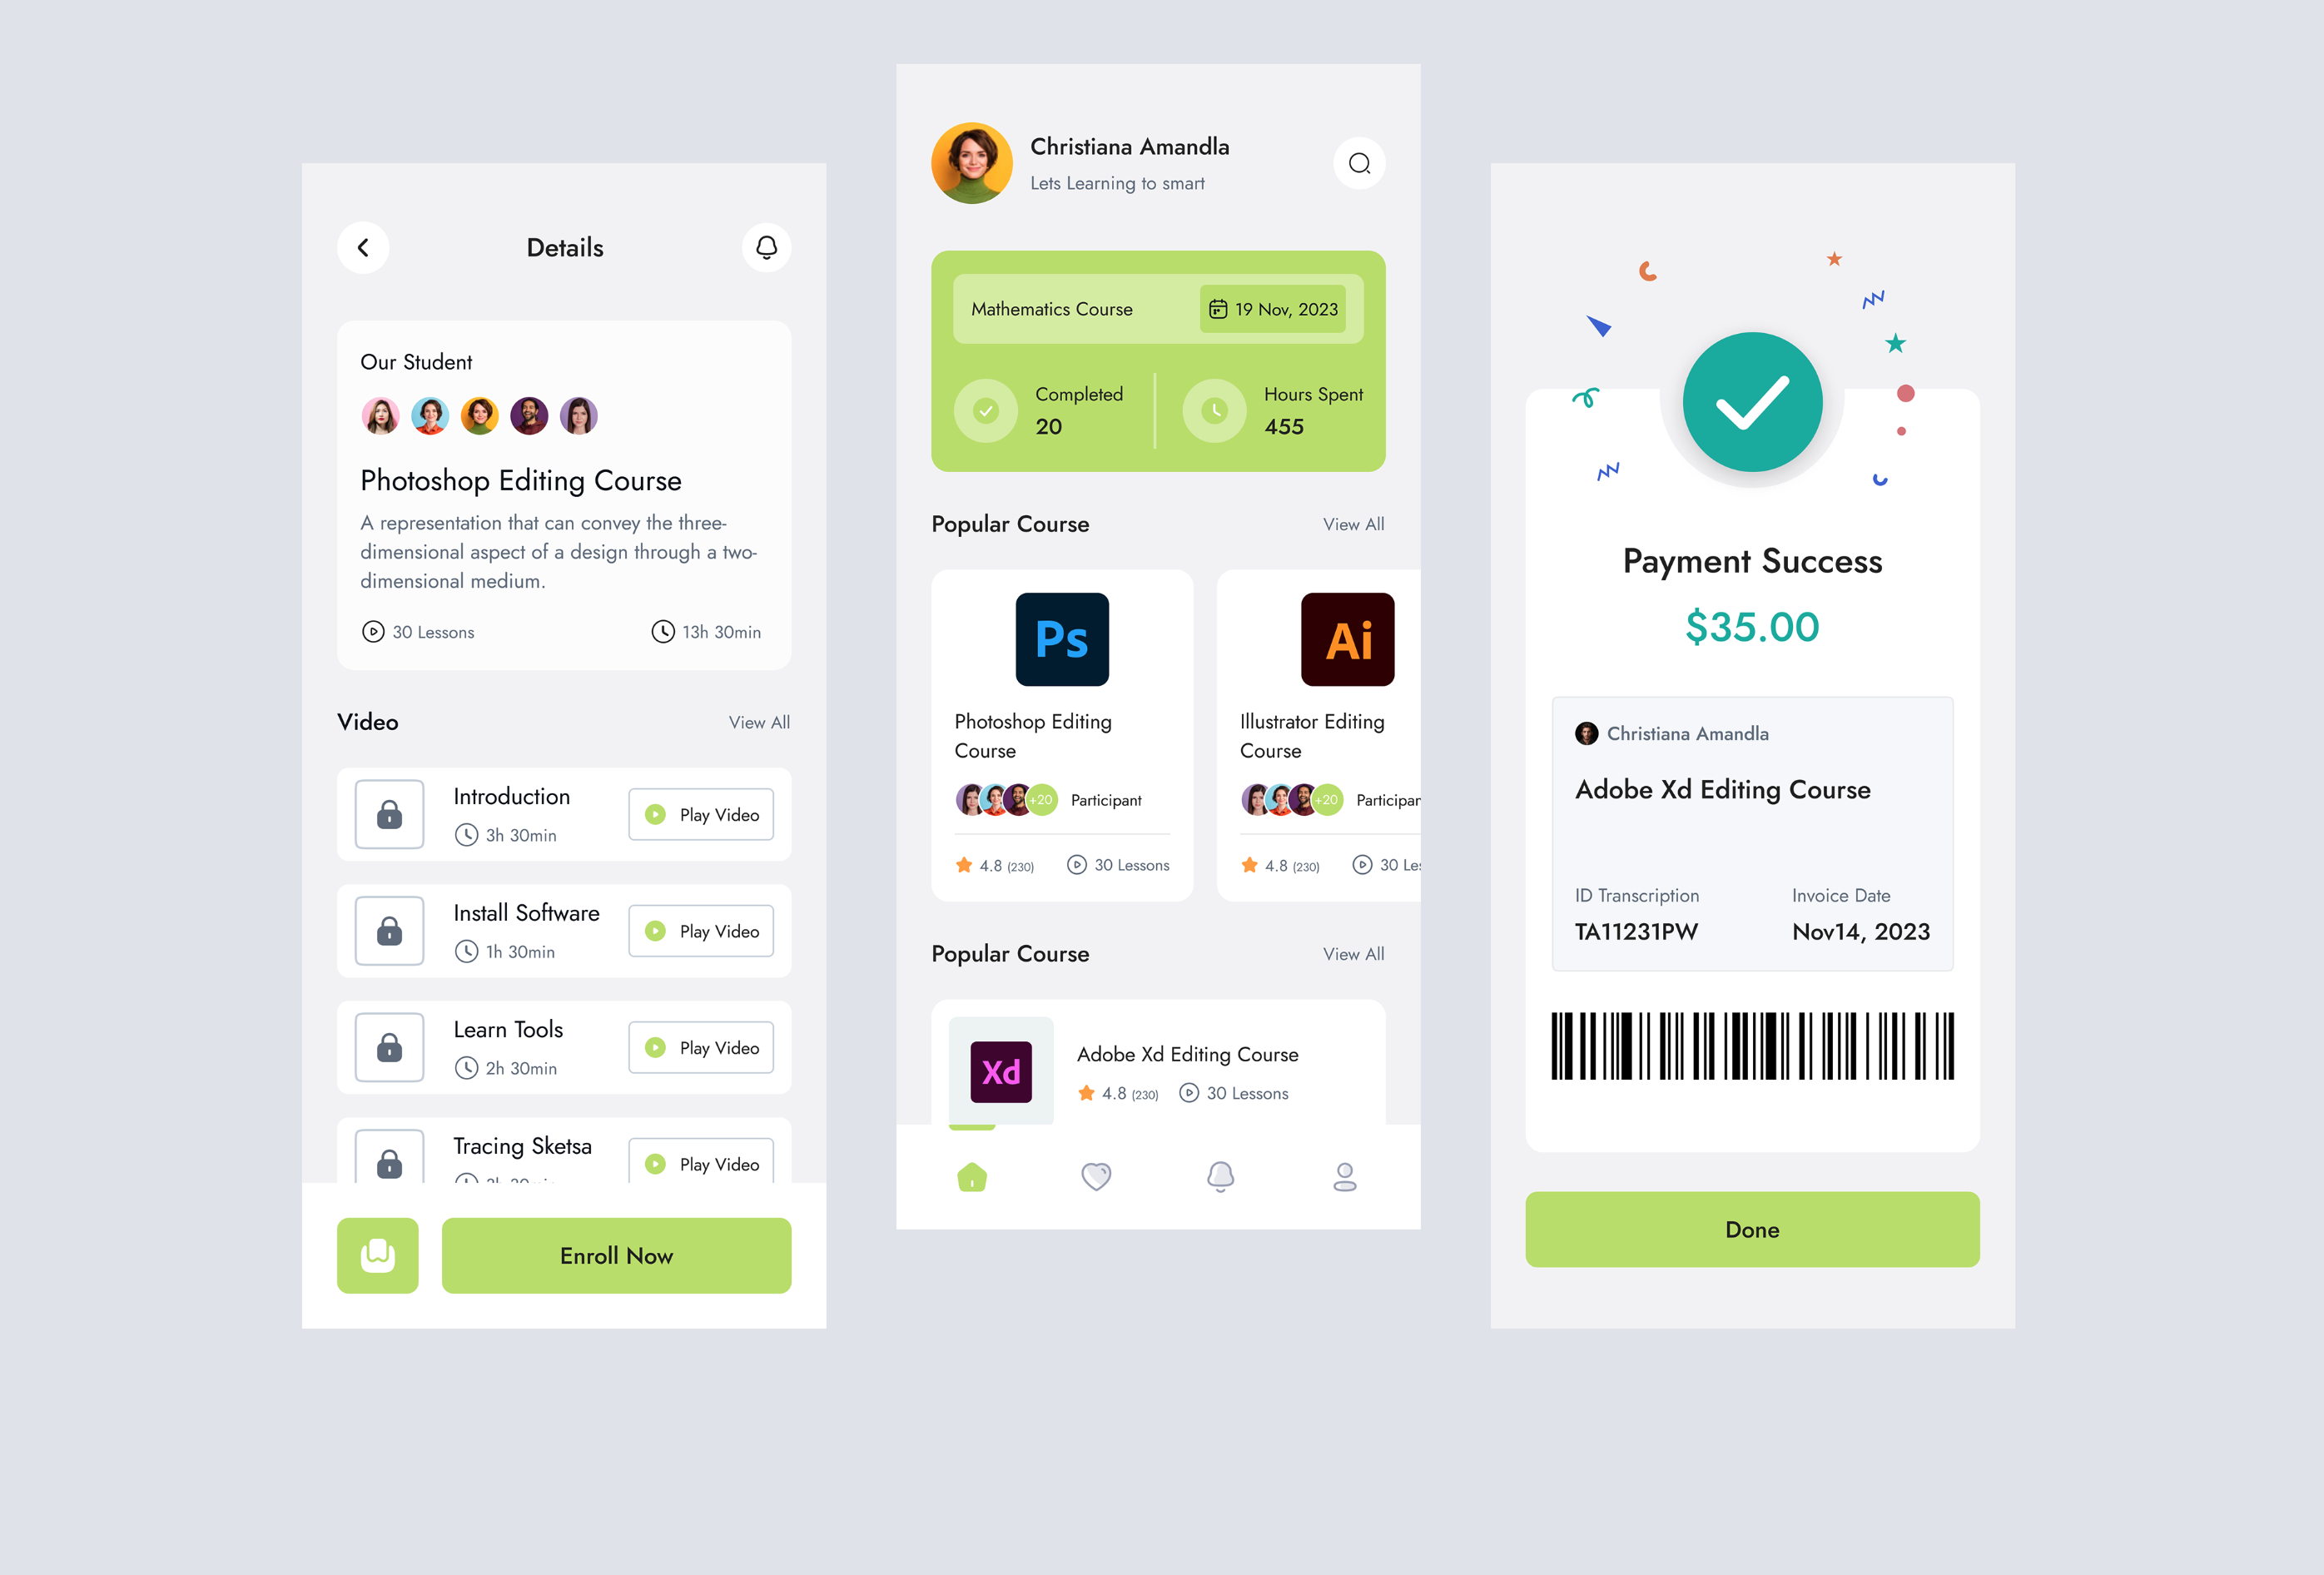 Details
Our Student
Photoshop Editing Course
A representation that can convey the three-
dimensional aspect of a design through a two-
dimensional medium.
30 Lessons
13h 30min
Video
View All
Introduction
3h 30min
Play Video
Install Software
1h 30min
Play Video
Learn Tools
2h 30min
Play Video
Tracing Sketsa
Play Video
Enroll Now
Christiana Amandla
Lets Learning to smart
Mathematics Course
19 Nov, 2023
Completed
20
Hours Spent
455
Popular Course
View All
Ps
Photoshop Editing
Course
+20
Participant
4.8 (230)
30 Lessons
Ai
Illustrator Editing
Course
+20
4.8 (230)
30
Popular Course
View All
Xd
Adobe Xd Editing Course
4.8 (230)
30 Lessons
Payment Success
$35.00
Christiana Amandla
Adobe Xd Editing Course
ID Transcription
TA11231PW
Invoice Date
Nov14, 2023
Done